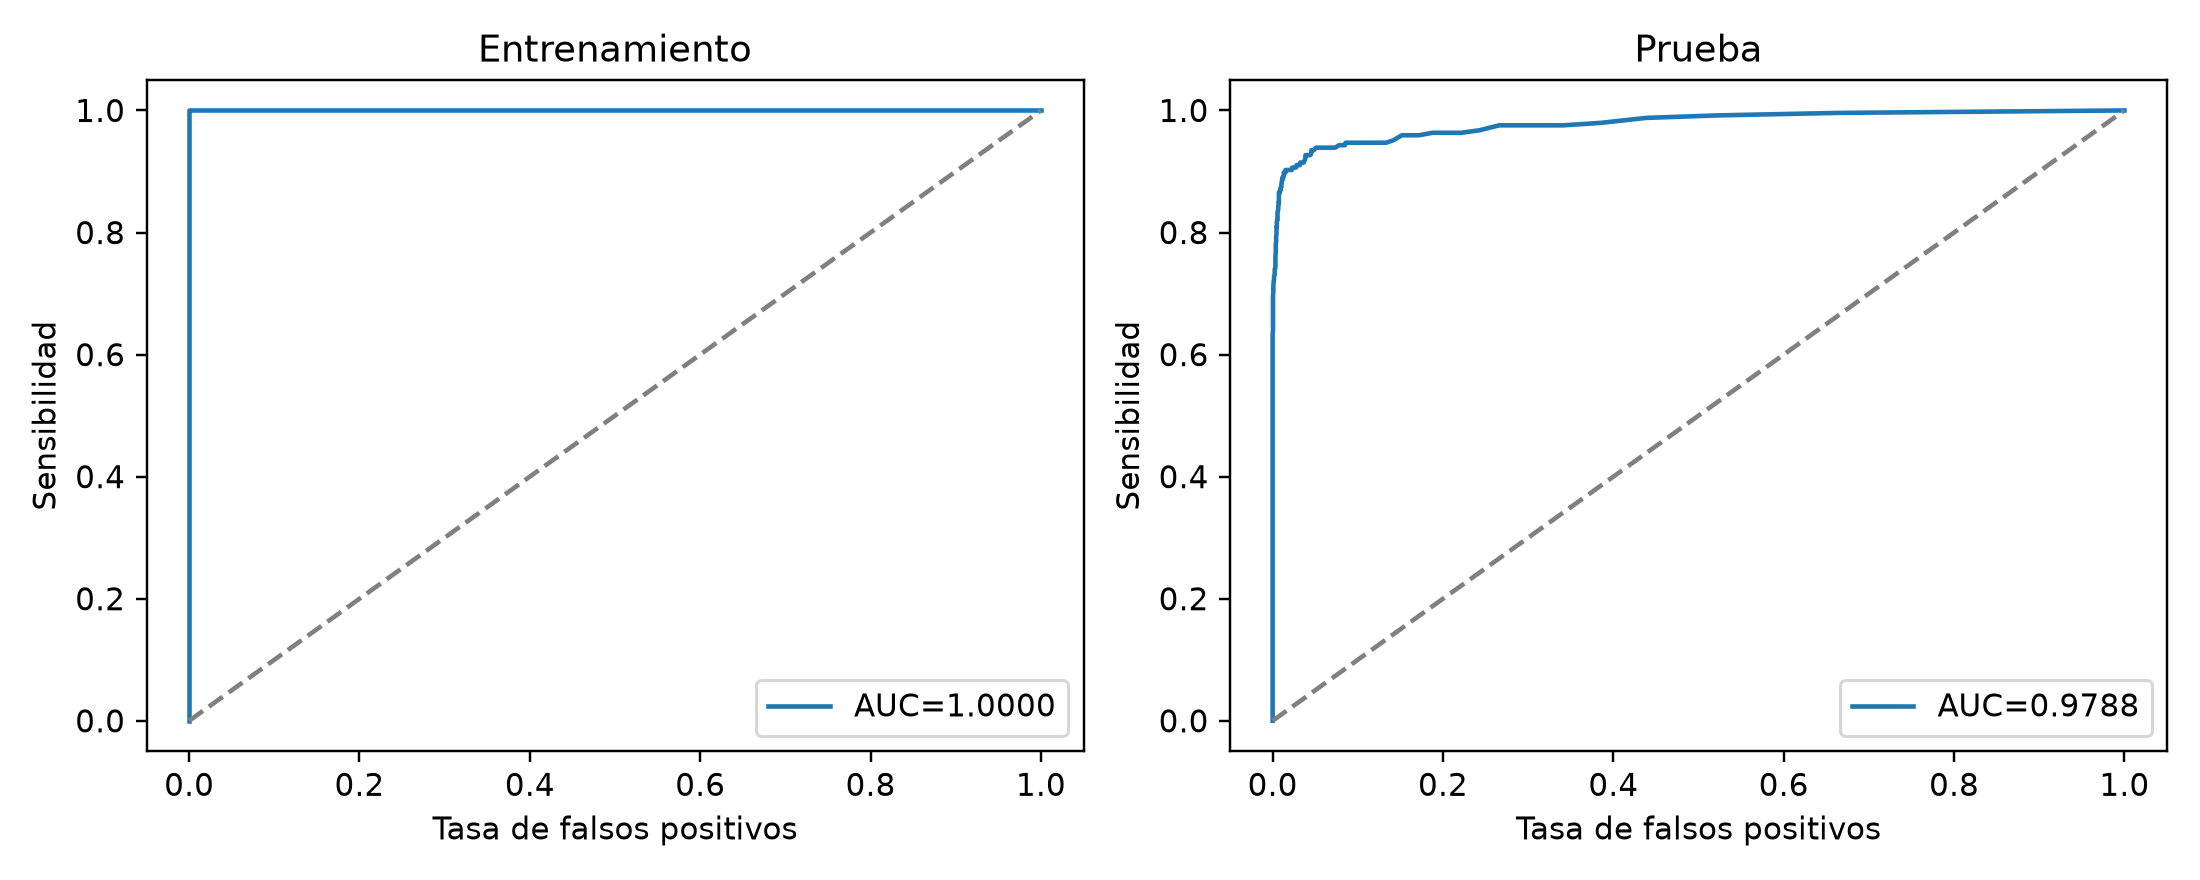 Entrenamiento
1.0
0.8
0.6
0.4
0.2
0.0
Sensibilidad
AUC=1.0000
0.0 0.2 0.4 0.6 0.8 1.0
Tasa de falsos positivos
Prueba
1.0
0.8
0.6
0.4
0.2
0.0
Sensibilidad
AUC=0.9788
0.0 0.2 0.4 0.6 0.8 1.0
Tasa de falsos positivos